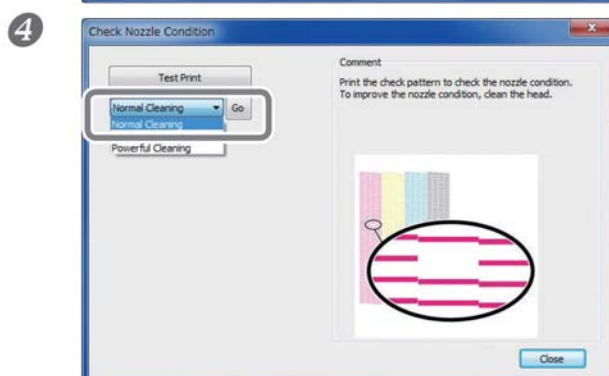 4
Check Nozzle Condition
Test Print
Comment
Print the check pattern to check the nozzle condition.
To improve the nozzle condition, clean the head.
Normal Cleaning
Go
Normal Cleaning
Powerful Cleaning
Close